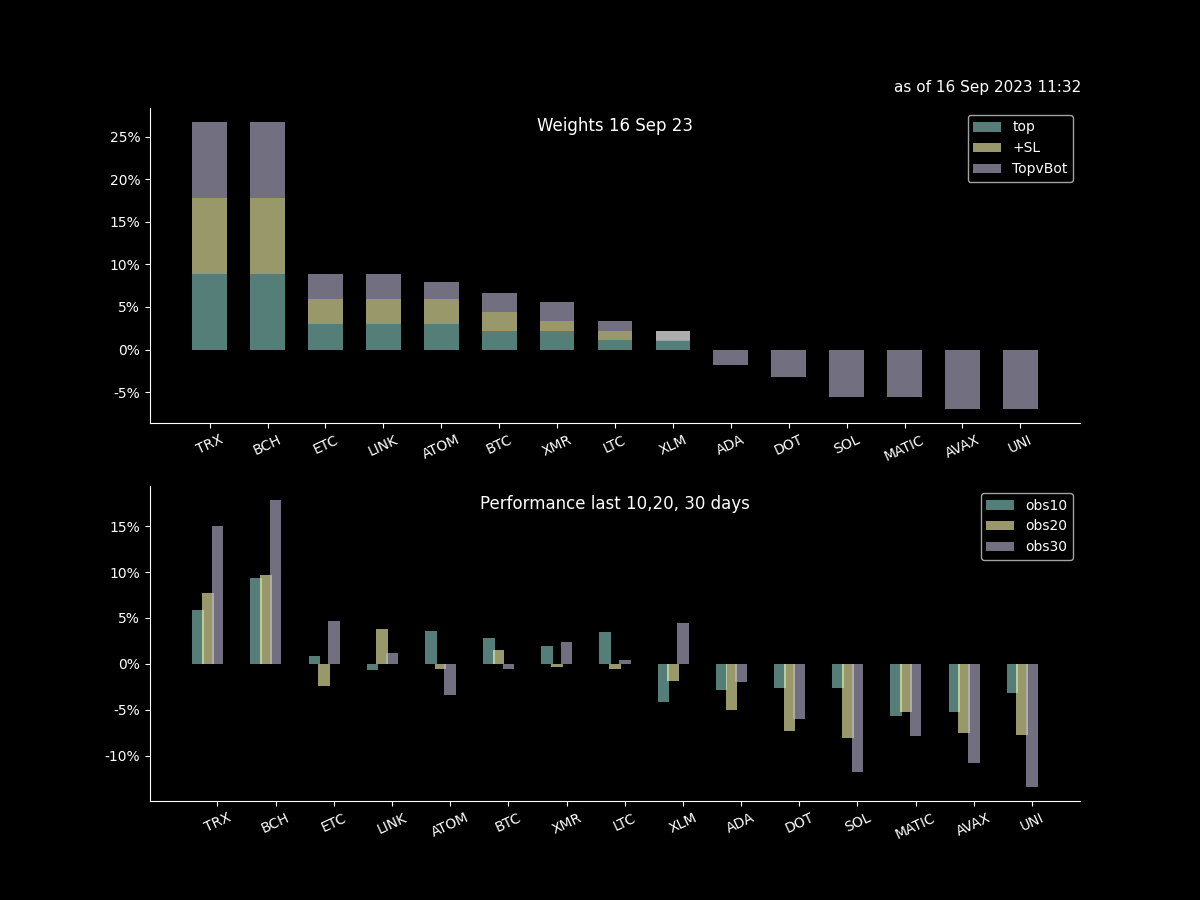 as of 16 Sep 2023 11:32
Weights 16 Sep 23
top
+SL
TopvBot
25%
20%
15%
10%
5%
0%
-5%
TRX BCH ETC LINK ATOM BTC XMR LTC XLM ADA DOT SOL MATIC AVAX UNI
Performance last 10,20, 30 days
obs10
obs20
obs30
15%
10%
5%
0%
-5%
-10%
TRX BCH ETC LINK ATOM BTC XMR LTC XLM ADA DOT SOL MATIC AVAX UNI